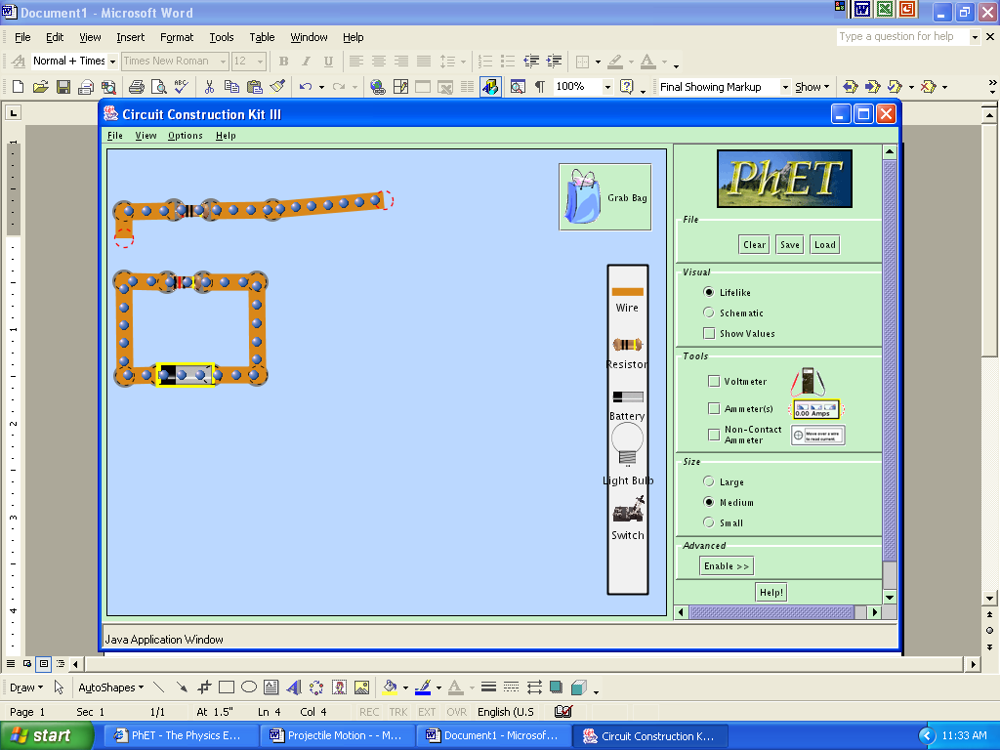 Document1 - Microsoft Word
File Edit View Insert Format Tools Table Window Help
Type a question for help
Normal + Times Times New Roman 12 B I U A
100% Final Showing Markup Show
Circuit Construction Kit III
File View Options Help
Grab Bag
PhET
File
Clear Save Load
Visual
Lifelike
Schematic
Show Values
Tools
Voltmeter
Ammeter(s)
0.00 Amps
Non-Contact
Ammeter
Move over a wire
to read current.
Size
Large
Medium
Small
Advanced
Enable >>
Help!
Wire
Resistor
Battery
Light Bulb
Switch
Java Application Window
Draw AutoShapes
Page 1 Sec 1 1/1 At 1.5" Ln 4 Col 4 REC TRK EXT OVR English (U.S
start PhET - The Physics E... Projectile Motion - - M... Document1 - Microsof... Circuit Construction K... 11:33 AM